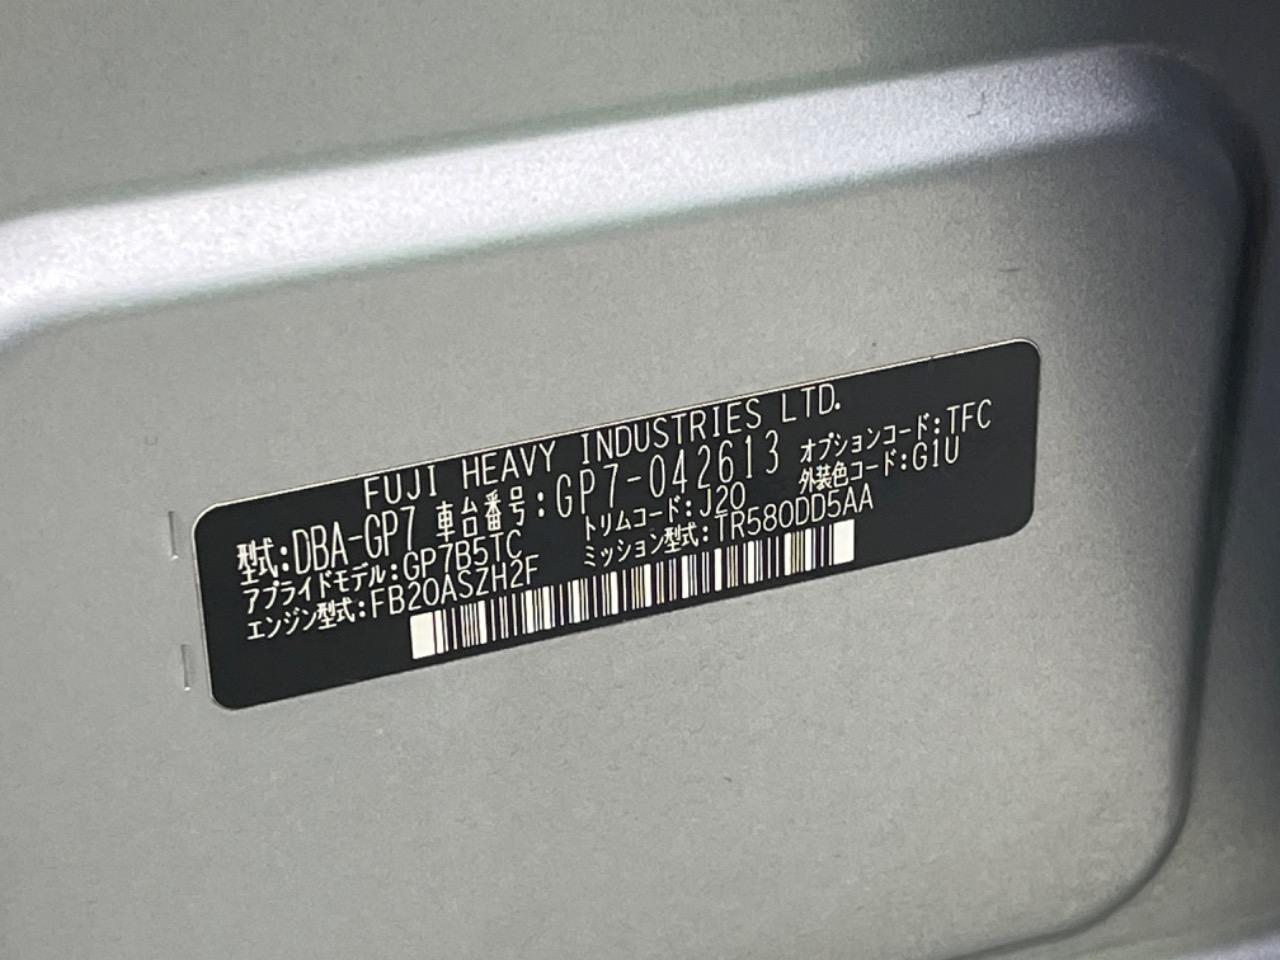 FUJI HEAVY INDUSTRIES LTD.
型式:DBA-GP7 車台番号:GP7-042613 オプションコード:TFC
アプライドモデル:GP7B5TC トリムコード:J20 外装色コード:G1U
エンジン型式:FB20ASZH2F ミッション型式:TR580DD5AA